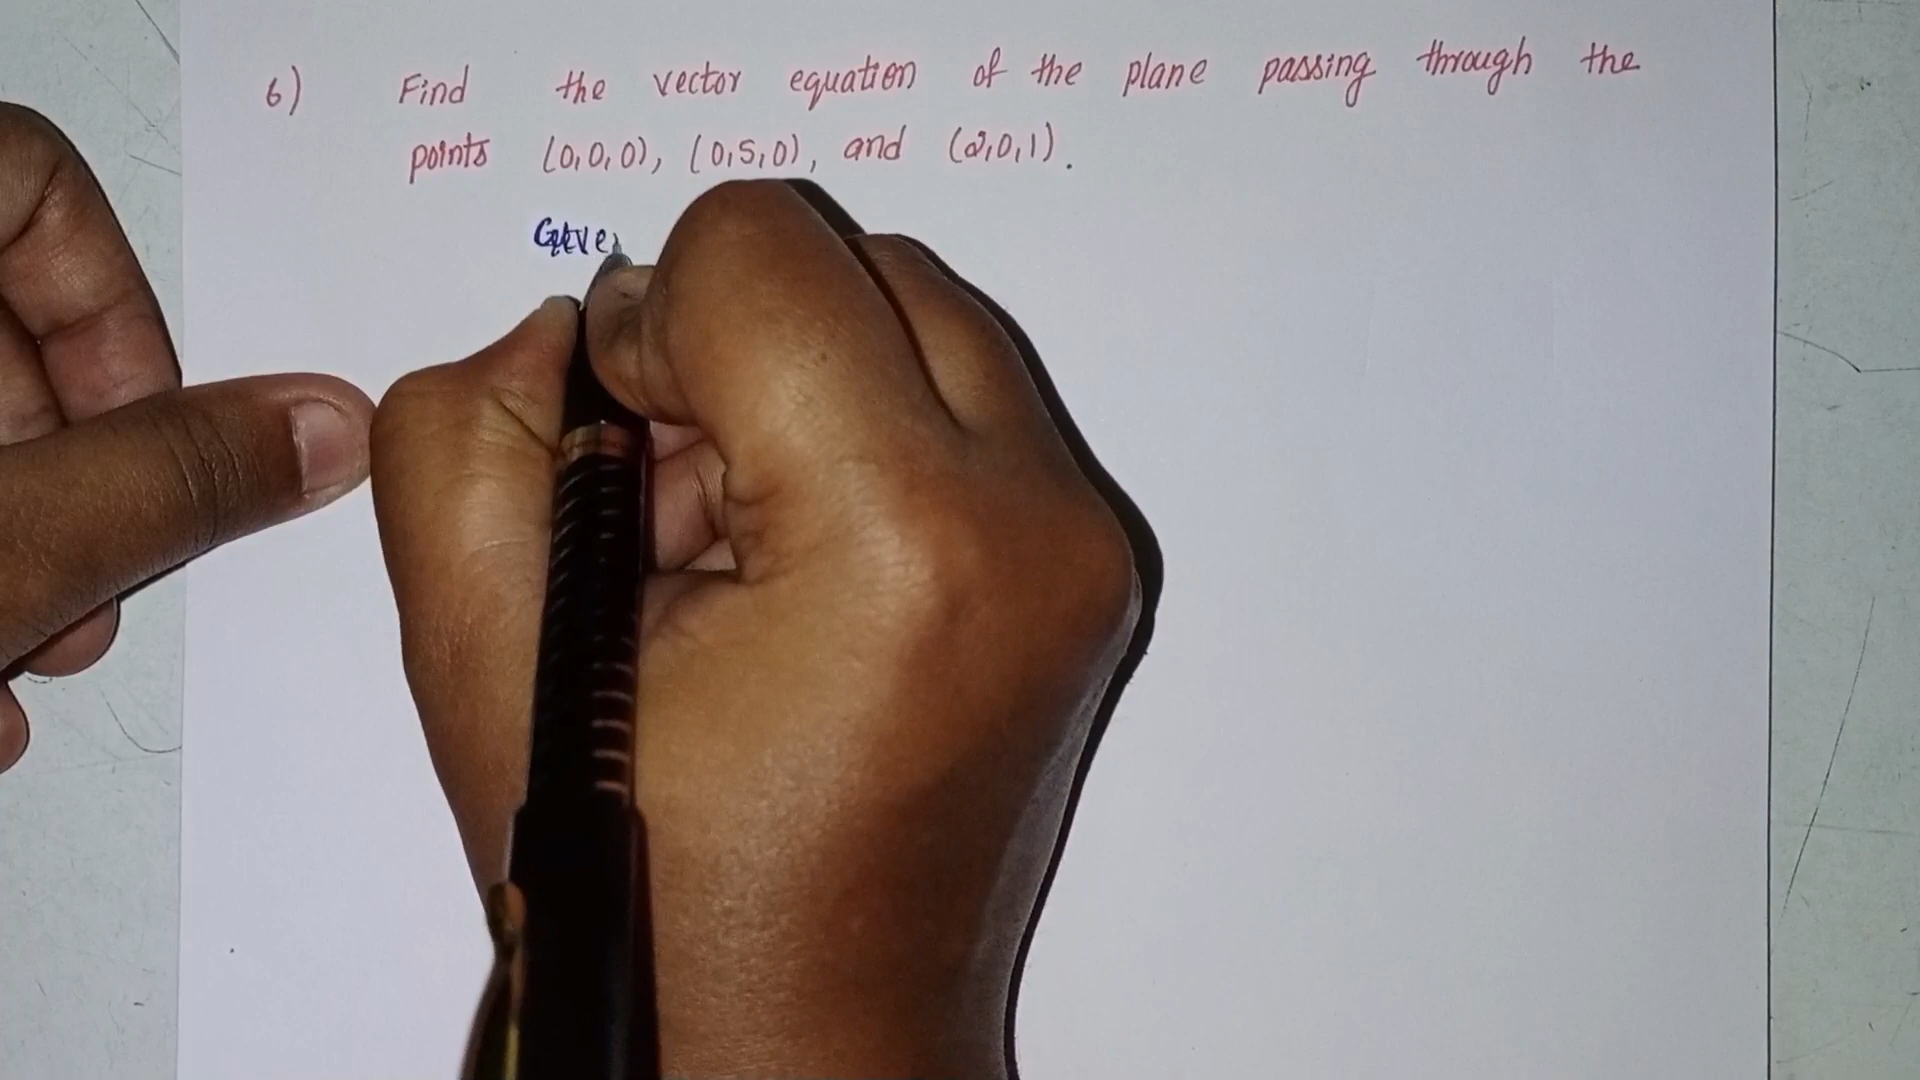 6) Find the vector equation of the plane passing through the
points (0,0,0), (0,5,0), and (2,0,1).